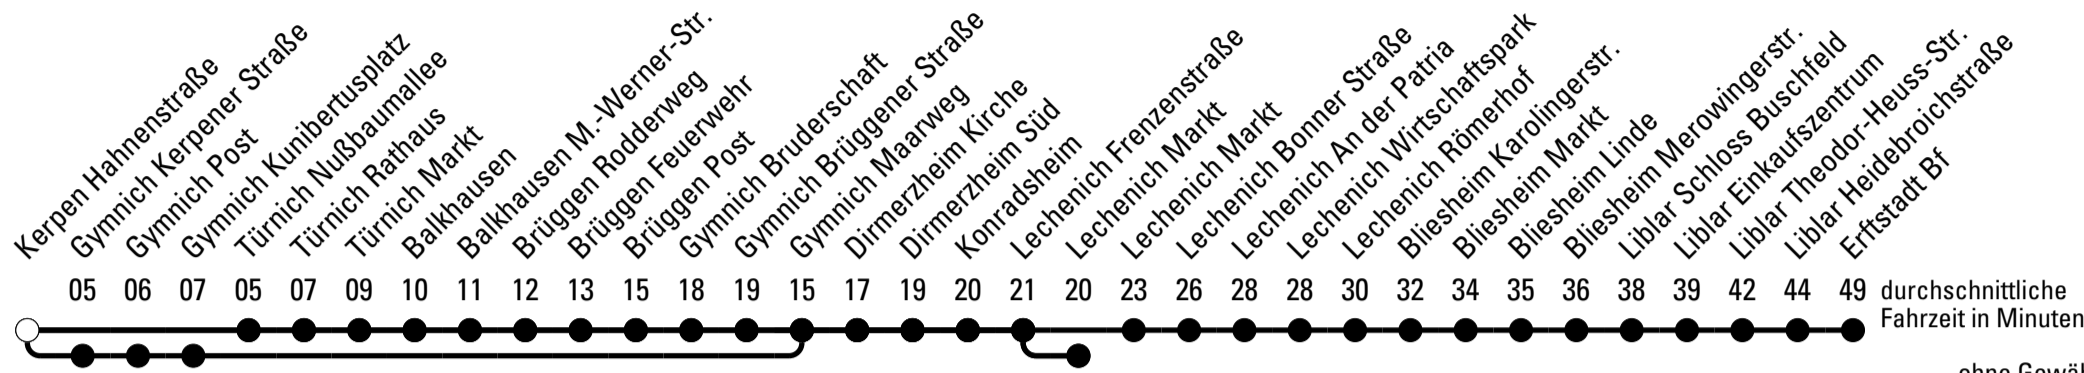 Kerpen Hahnenstraße
Gymnich Kerpener Straße
Gymnich Post
Gymnich Kunibertusplatz
Türnich Nußbaumallee
Türnich Rathaus
Türnich Markt
Balkhausen
Balkhausen M.-Werner-Str.
Brüggen Rodderweg
Brüggen Feuerwehr
Brüggen Post
Gymnich Bruderschaft
Gymnich Brüggener Straße
Gymnich Maarweg
Dirmerzheim Kirche
Dirmerzheim Süd
Konradsheim
Lechenich Frenzenstraße
Lechenich Markt
Lechenich Markt
Lechenich Bonner Straße
Lechenich An der Patria
Lechenich Wirtschaftspark
Lechenich Römerhof
Bliesheim Karolingerstr.
Bliesheim Markt
Bliesheim Linde
Bliesheim Merowingerstr.
Liblar Schloss Buschfeld
Liblar Einkaufszentrum
Liblar Theodor-Heuss-Str.
Liblar Heidebroichstraße
Erftstadt Bf
05 06 07 05 07 09 10 11 12 13 15 18 19 15 17 19 20 21 20 23 26 28 28 30 32 34 35 36 38 39 42 44 49 durchschnittliche
Fahrzeit in Minuten
ohne